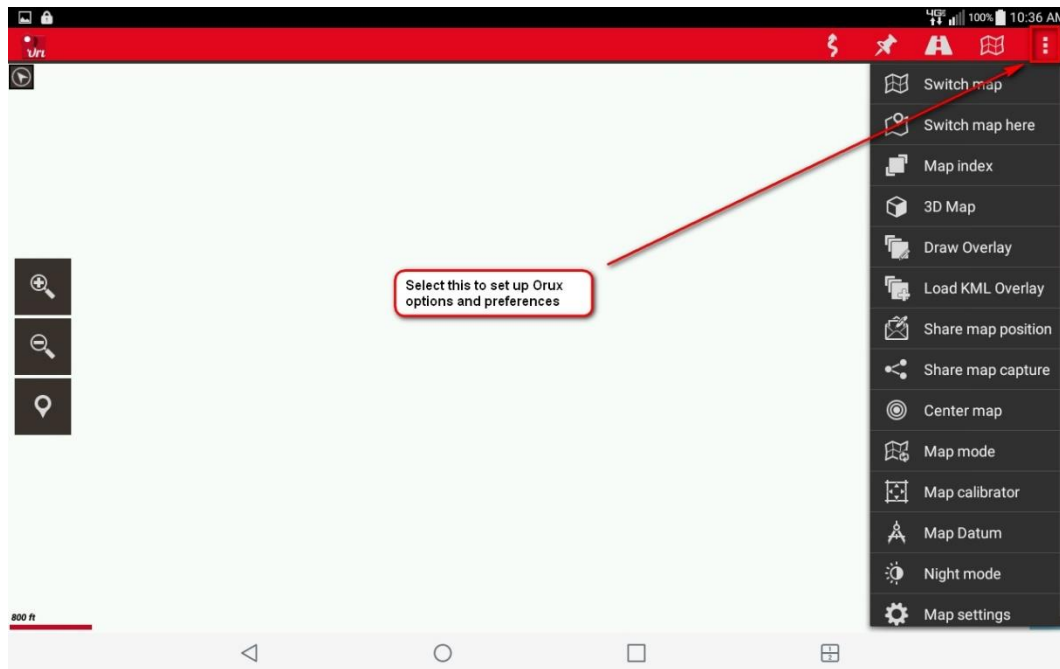 4GE 100% 10:36 AM
Switch map
Switch map here
Map index
3D Map
Draw Overlay
Select this to set up Orux
options and preferences
Load KML Overlay
Share map position
Share map capture
Center map
Map mode
Map calibrator
Map Datum
Night mode
800 ft
Map settings